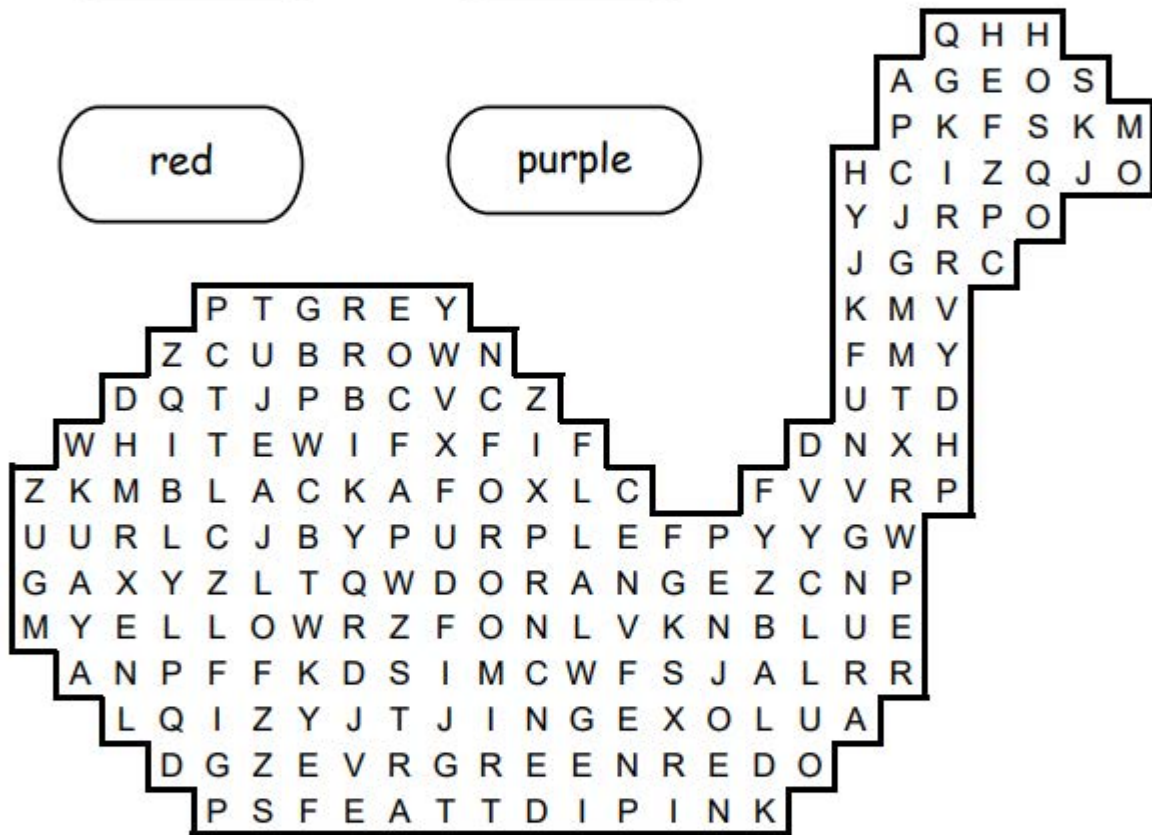 Q H H
A G E O S
P K F S K M
red purple
H C I Z Q J O
Y J R P O
J G R C
P T G R E Y K M V
Z C U B R O W N F M Y
D Q T J P B C V C Z U T D
W H I T E W I F X F I F D N X H
Z K M B L A C K A F O X L C F V V R P
U U R L C J B Y P U R P L E F P Y Y G W
G A X Y Z L T Q W D O R A N G E Z C N P
M Y E L L O W R Z F O N L V K N B L U E
A N P F F K D S I M C W F S J A L R R
L Q I Z Y J T J I N G E X O L U A
D G Z E V R G R E E N R E D O
P S F E A T T D I P I N K